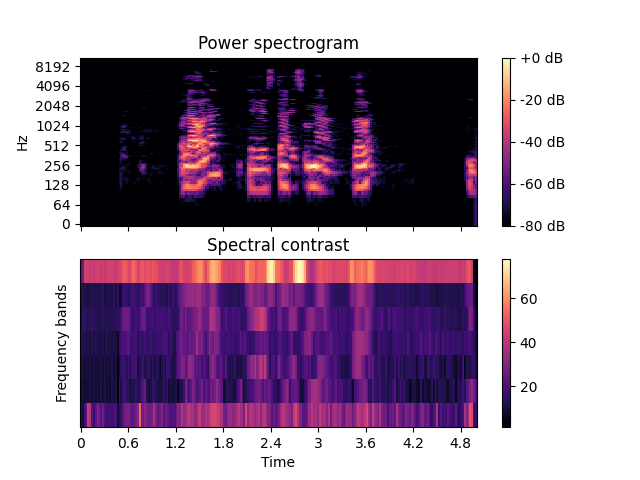 Power spectrogram
Hz
8192
4096
2048
1024
512
256
128
64
0
+0 dB
-20 dB
-40 dB
-60 dB
-80 dB
Spectral contrast
Frequency bands
60
40
20
0 0.6 1.2 1.8 2.4 3 3.6 4.2 4.8
Time